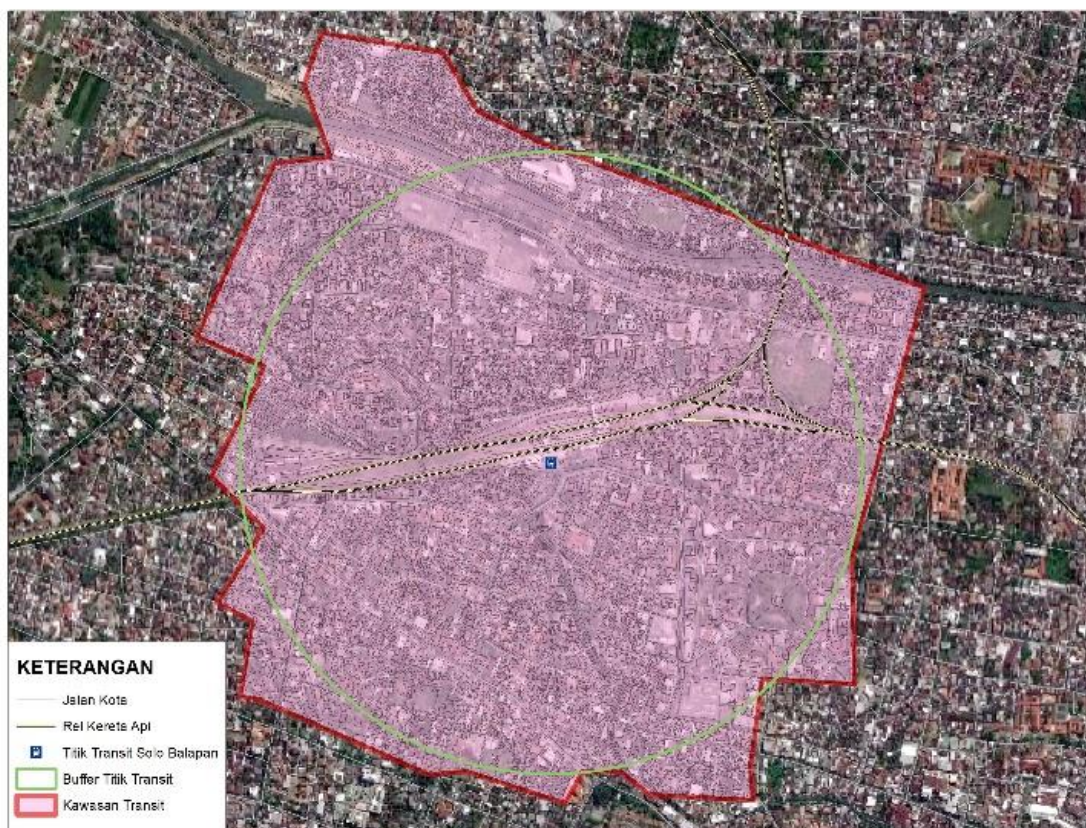 KETERANGAN
Jalan Kota
Rel Kereta Api
Titik Transit Solo Balapan
Buffer Titik Transit
Kawasan Transit